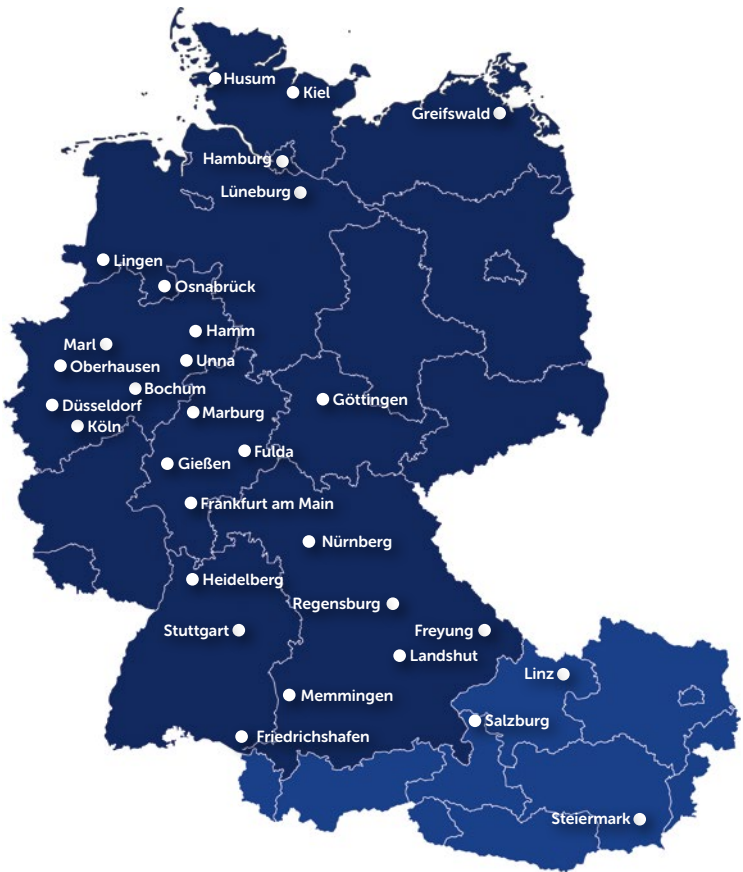 Husum
Kiel
Greifswald
Hamburg
Lüneburg
Lingen
Osnabrück
Hamm
Marl
Unna
Oberhausen
Bochum
Göttingen
Düsseldorf
Marburg
Köln
Fulda
Gießen
Frankfurt am Main
Nürnberg
Heidelberg
Regensburg
Stuttgart
Freyung
Landshut
Linz
Memmingen
Salzburg
Friedrichshafen
Steiermark